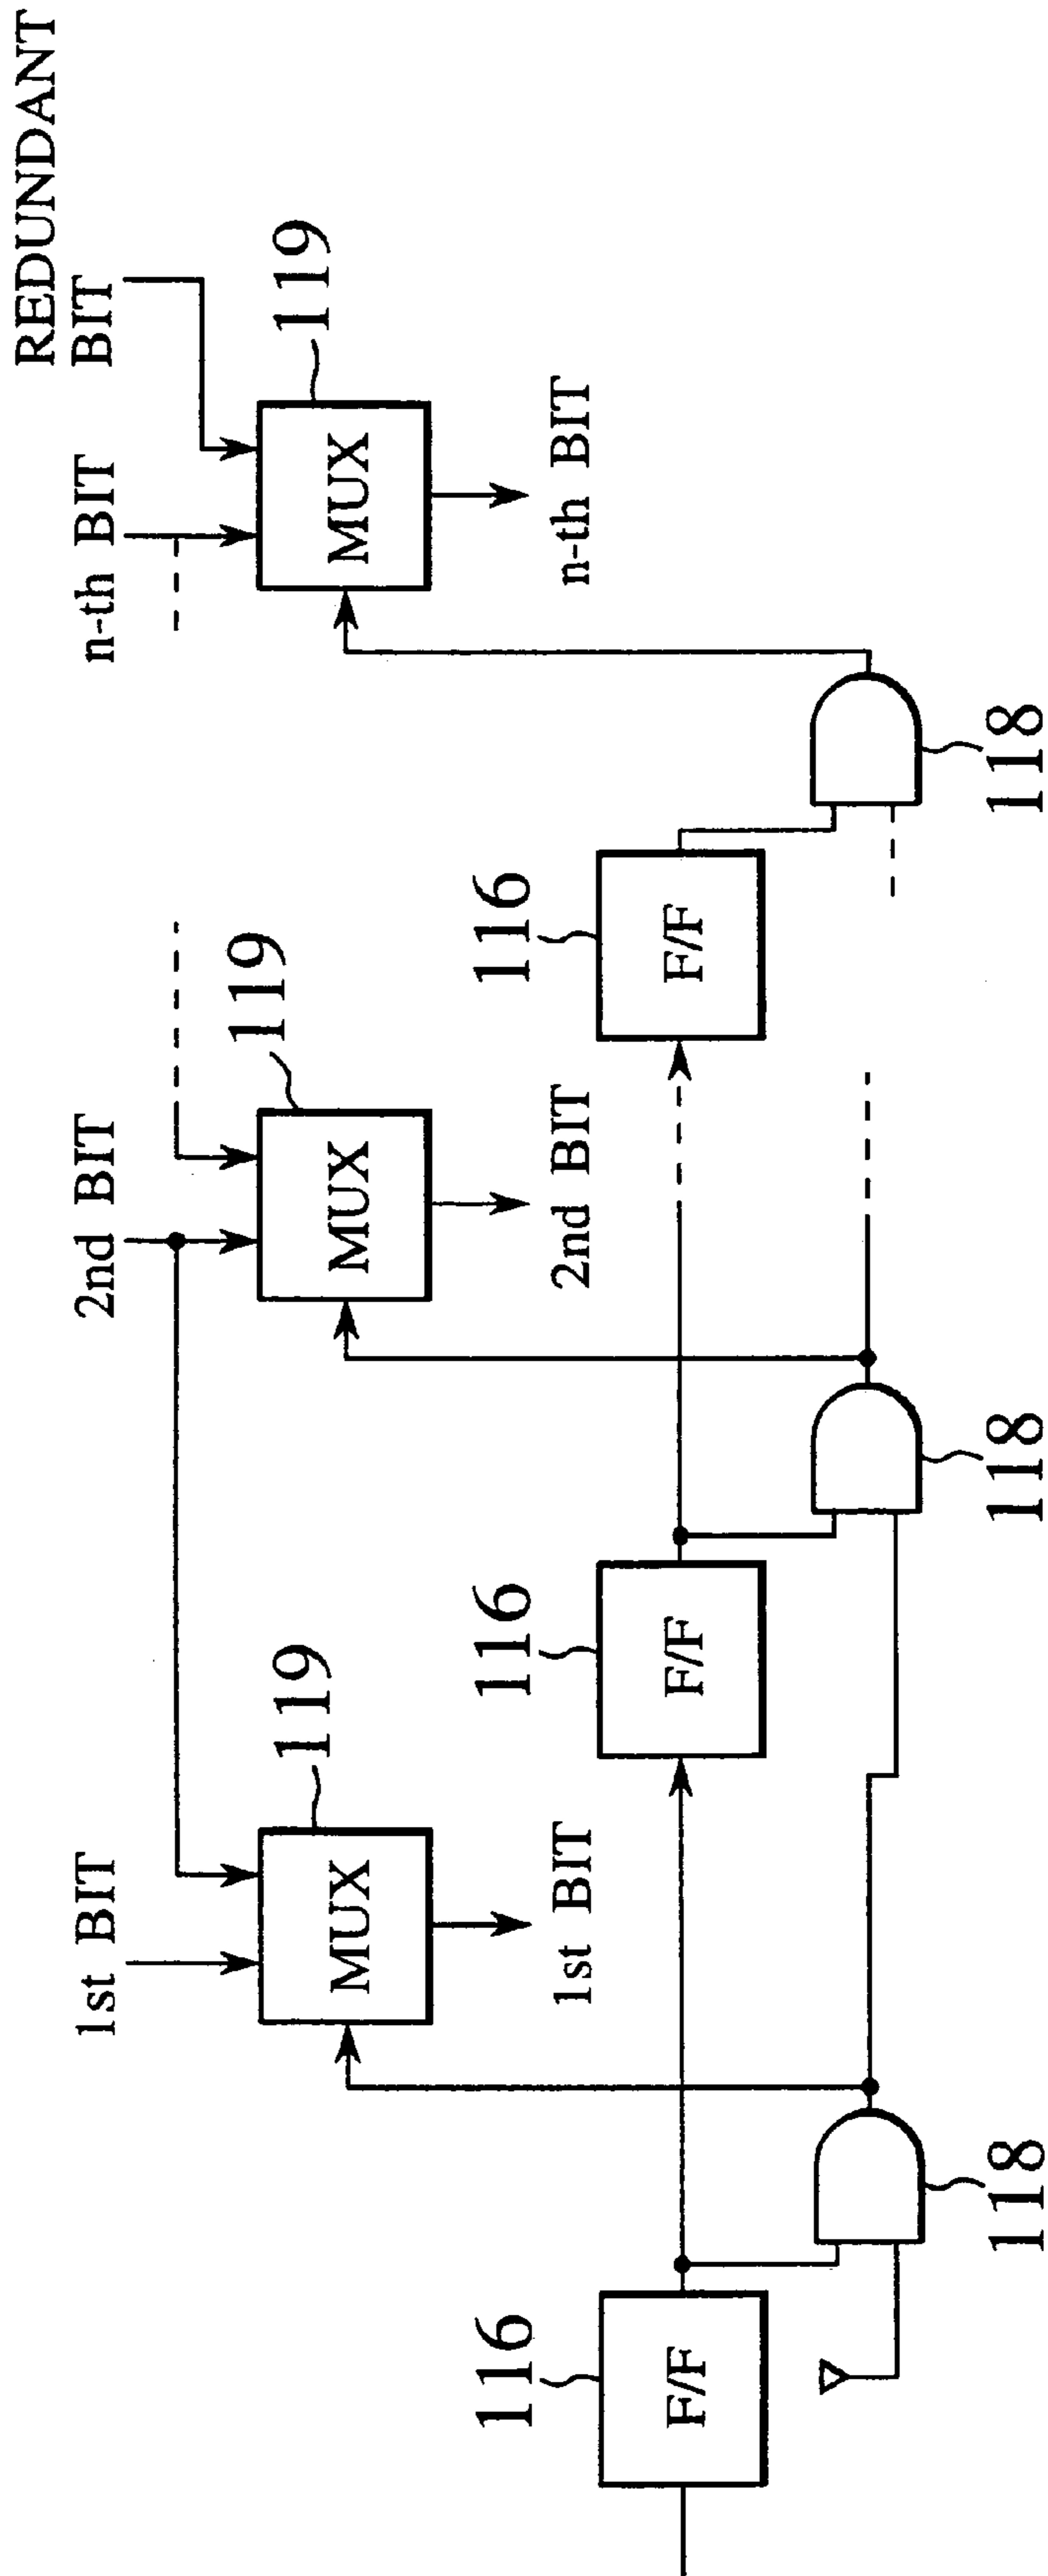 REDUNDANT
BIT
1st BIT
2nd BIT
n-th BIT
119
119
119
MUX
MUX
MUX
1st BIT
2nd BIT
n-th BIT
116
116
116
F/F
F/F
F/F
118
118
118